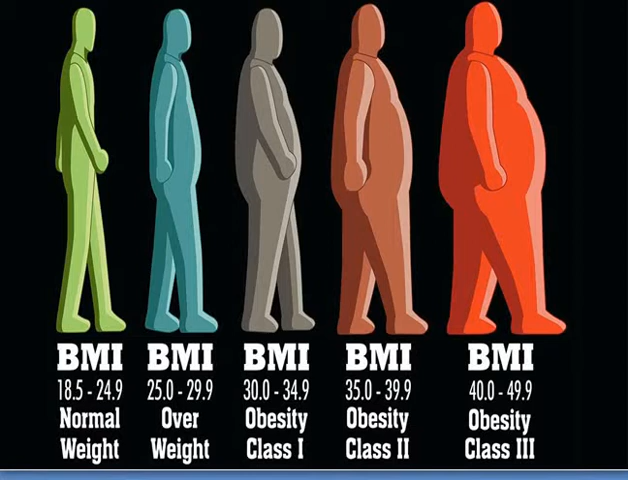 BMI
18.5 - 24.9
Normal
Weight
BMI
25.0 - 29.9
Over
Weight
BMI
30.0 - 34.9
Obesity
Class I
BMI
35.0 - 39.9
Obesity
Class II
BMI
40.0 - 49.9
Obesity
Class III